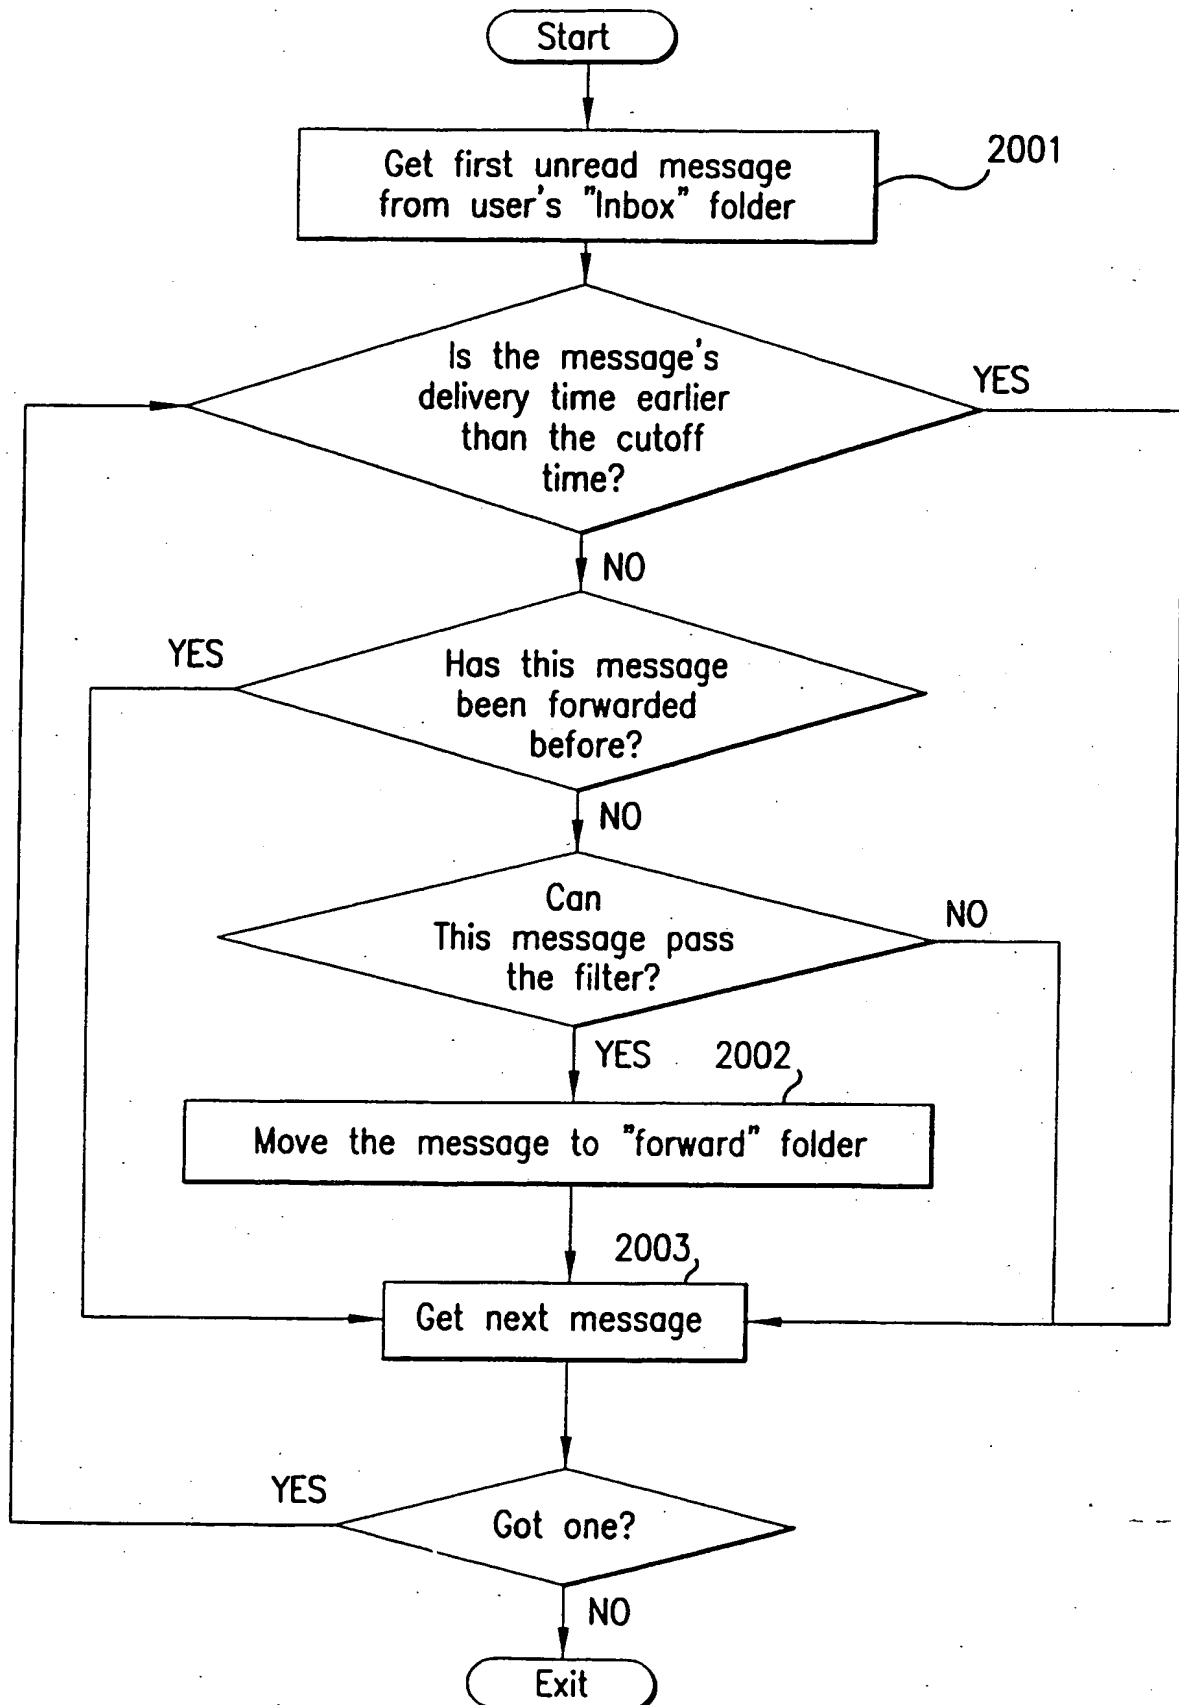 Start
Get first unread message
from user's "Inbox" folder
2001
Is the message's
delivery time earlier
than the cutoff
time?
YES
NO
YES
Has this message
been forwarded
before?
NO
Can
This message pass
the filter?
NO
YES
2002
Move the message to "forward" folder
2003
Get next message
YES
Got one?
NO
Exit